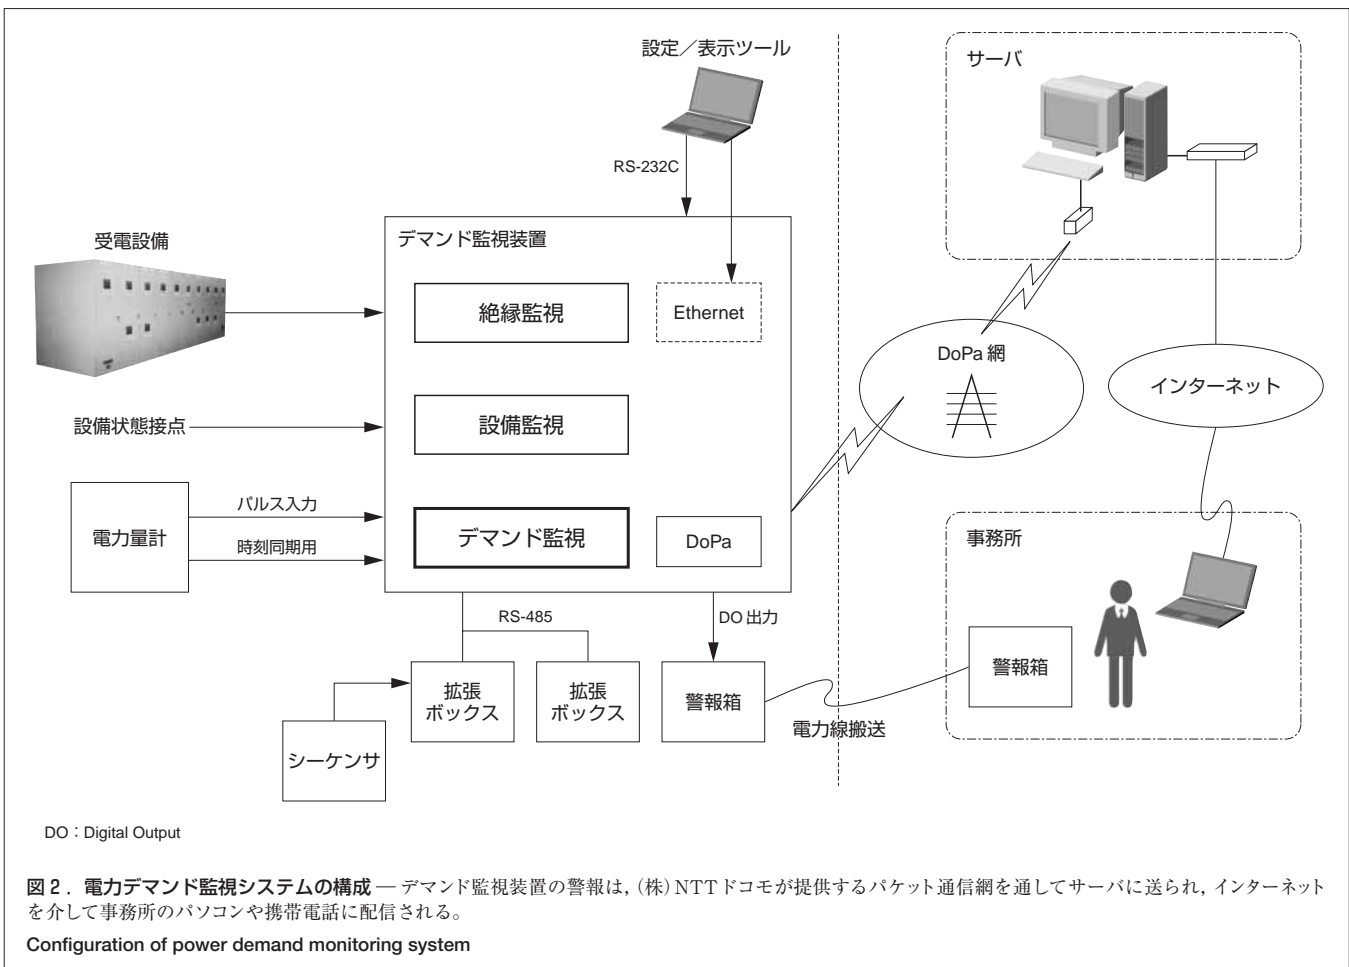 設定／表示ツール
サーバ
RS-232C
受電設備
デマンド監視装置
絶縁監視
Ethernet
DoPa 網
インターネット
設備状態接点
設備監視
パルス入力
電力量計
時刻同期用
デマンド監視
DoPa
事務所
RS-485
DO 出力
拡張
ボックス
拡張
ボックス
警報箱
警報箱
電力線搬送
シーケンサ
DO：Digital Output
図2．電力デマンド監視システムの構成 ― デマンド監視装置の警報は，（株）NTTドコモが提供するパケット通信網を通してサーバに送られ，インターネット
を介して事務所のパソコンや携帯電話に配信される。
Configuration of power demand monitoring system